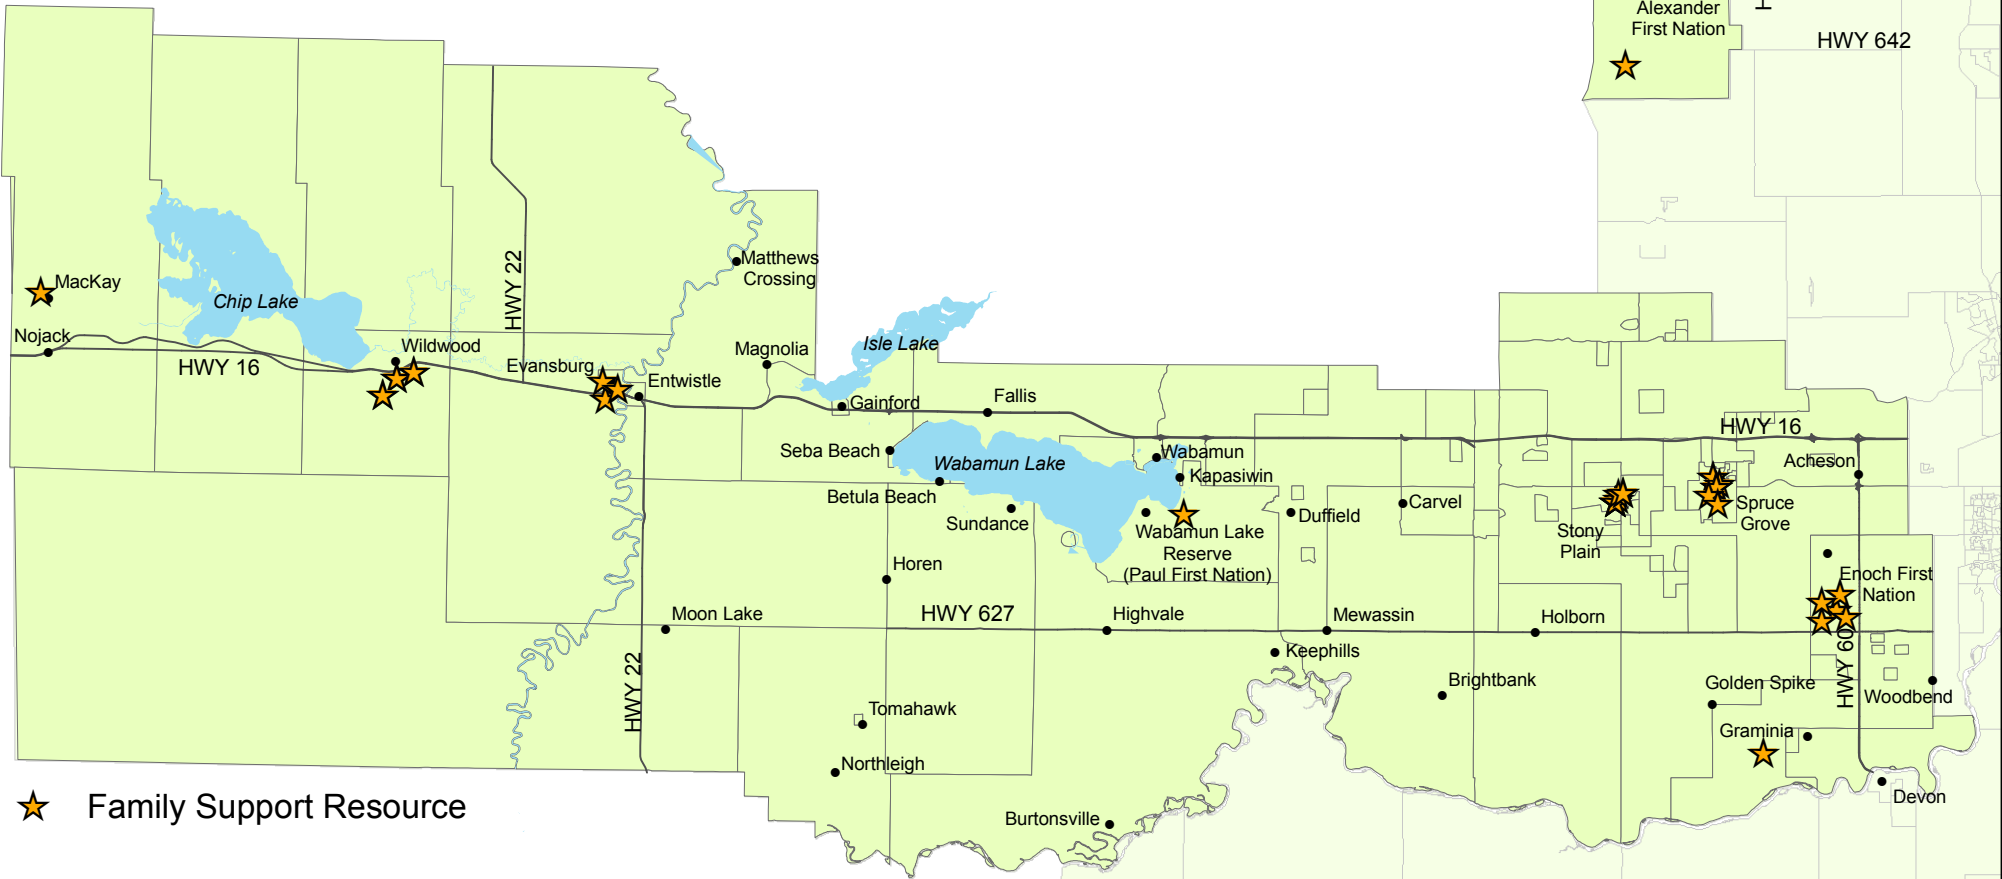 Alexander
First Nation
H
HWY 642
HWY 22
Matthews
Crossing
MacKay
Chip Lake
Nojack
HWY 16
Wildwood
Evansburg
Entwistle
Magnolia
Isle Lake
Gainford
Fallis
HWY 16
Seba Beach
Wabamun Lake
Wabamun
Kapasiwin
Acheson
Betula Beach
Sundance
Duffield
Carvel
Spruce
Grove
Stony
Plain
Wabamun Lake
Reserve
(Paul First Nation)
Horen
Enoch First
Nation
Moon Lake
HWY 627
Highvale
Mewassin
Holborn
HWY 22
Keephills
HWY 60
Brightbank
Golden Spike
Woodbend
Tomahawk
Graminia
Northleigh
Devon
Family Support Resource
Burtonsville